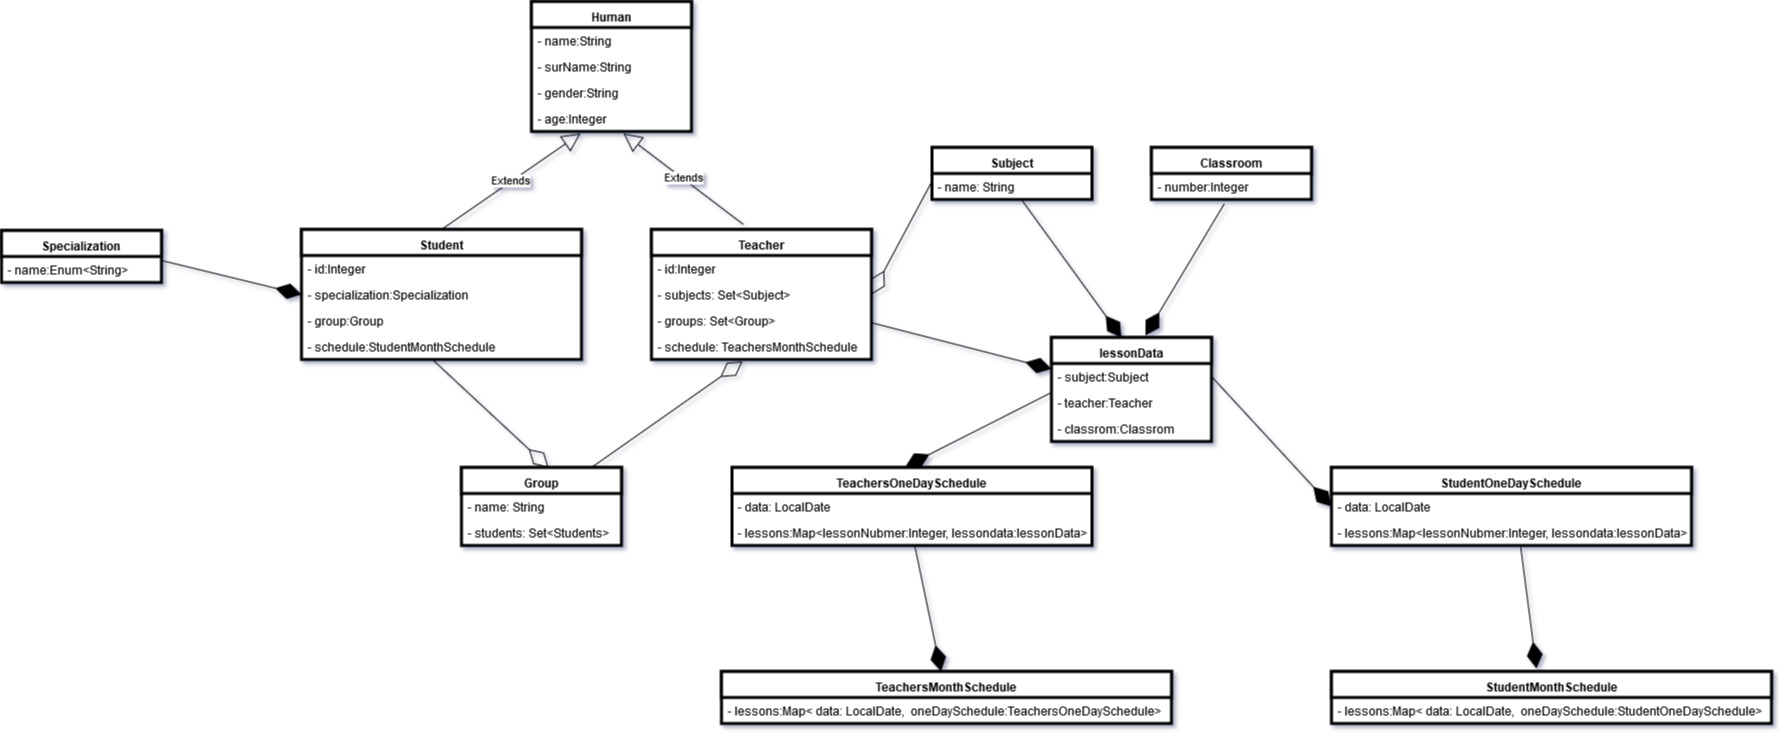 Human
- name:String
- surName:String
- gender:String
- age:Integer
Extends
Extends
Subject
- name: String
Classroom
- number:Integer
Specialization
- name:Enum<String>
Student
- id:Integer
- specialization:Specialization
- group:Group
- schedule:StudentMonthSchedule
Teacher
- id:Integer
- subjects: Set<Subject>
- groups: Set<Group>
- schedule: TeachersMonthSchedule
lessonData
- subject:Subject
- teacher:Teacher
- classrom:Classrom
Group
- name: String
- students: Set<Students>
TeachersOneDaySchedule
- data: LocalDate
- lessons:Map<lessonNubmer:Integer, lessondata:lessonData>
StudentOneDaySchedule
- data: LocalDate
- lessons:Map<lessonNubmer:Integer, lessondata:lessonData>
TeachersMonthSchedule
- lessons:Map< data: LocalDate, oneDaySchedule:TeachersOneDaySchedule>
StudentMonthSchedule
- lessons:Map< data: LocalDate, oneDaySchedule:StudentOneDaySchedule>